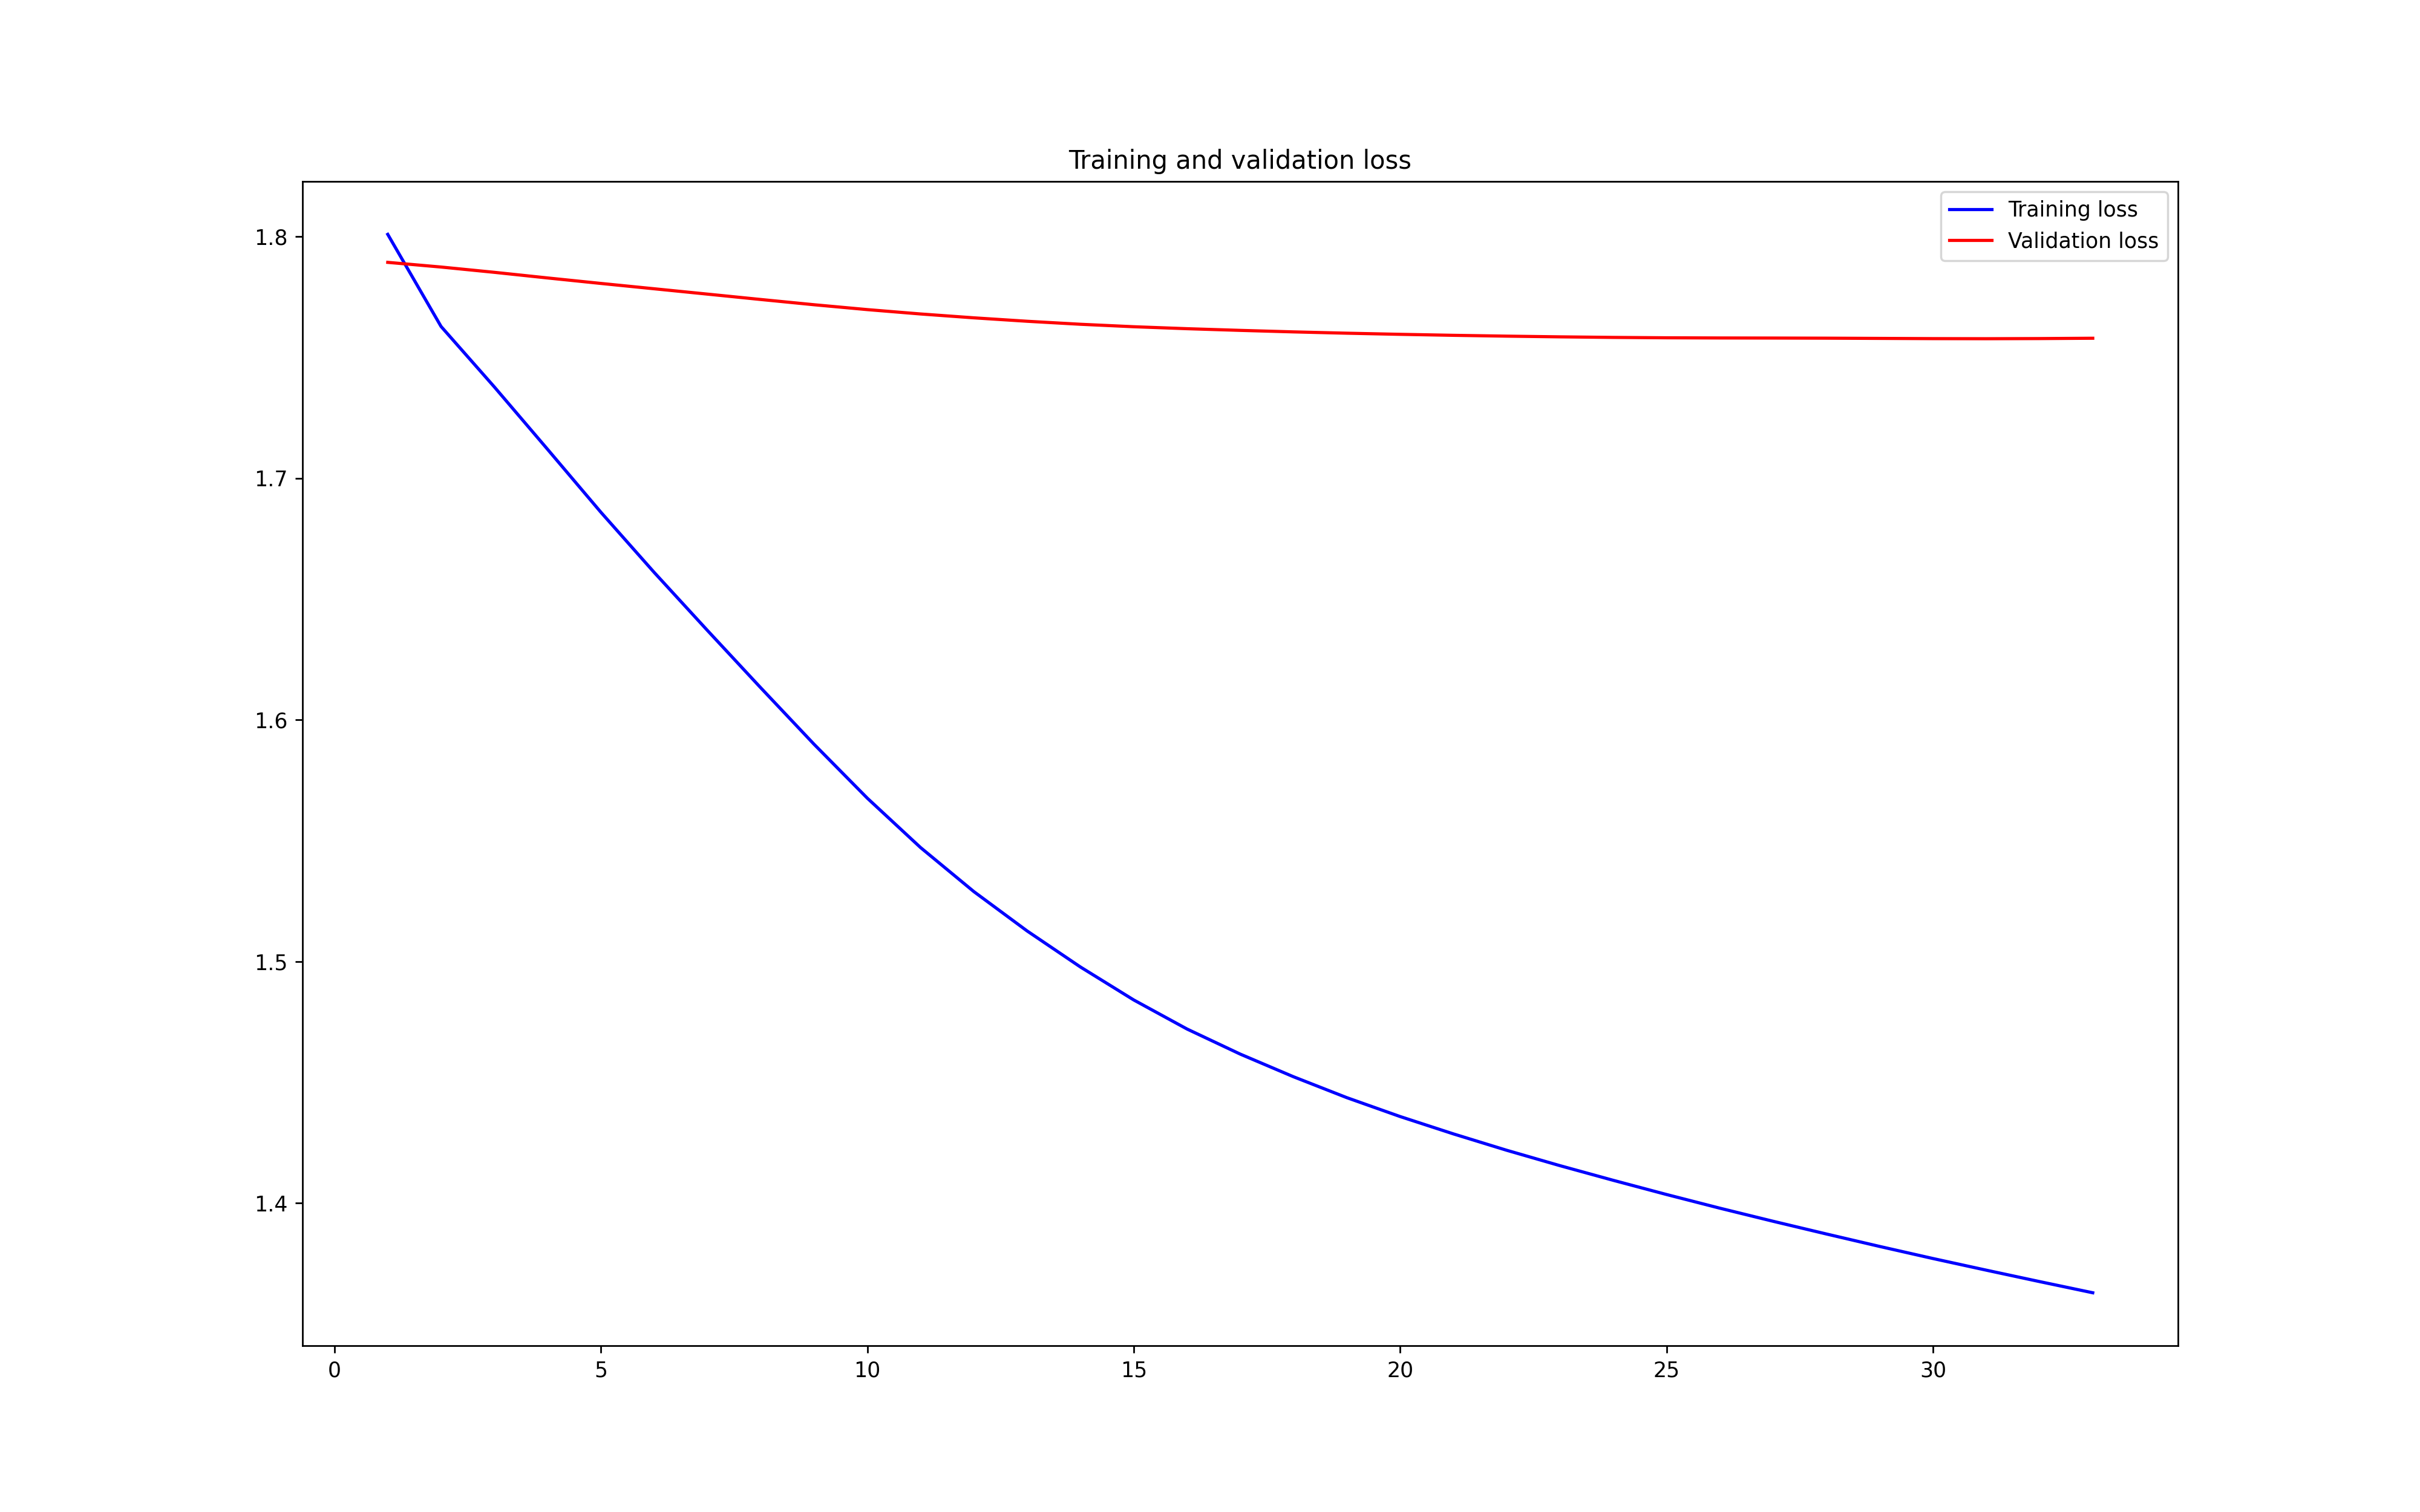 Training and validation loss
Training loss
Validation loss
1.8
1.7
1.6
1.5
1.4
0 5 10 15 20 25 30